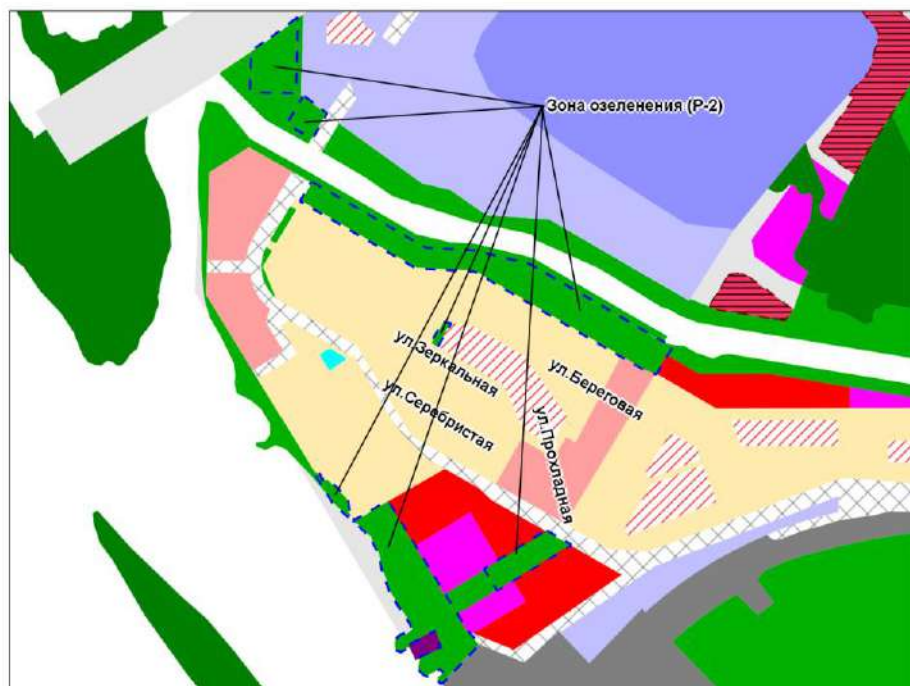 Зона озеленения (Р-2)
ул.Зеркальная
ул.Береговая
ул.Серебристая
ул.Прохладная